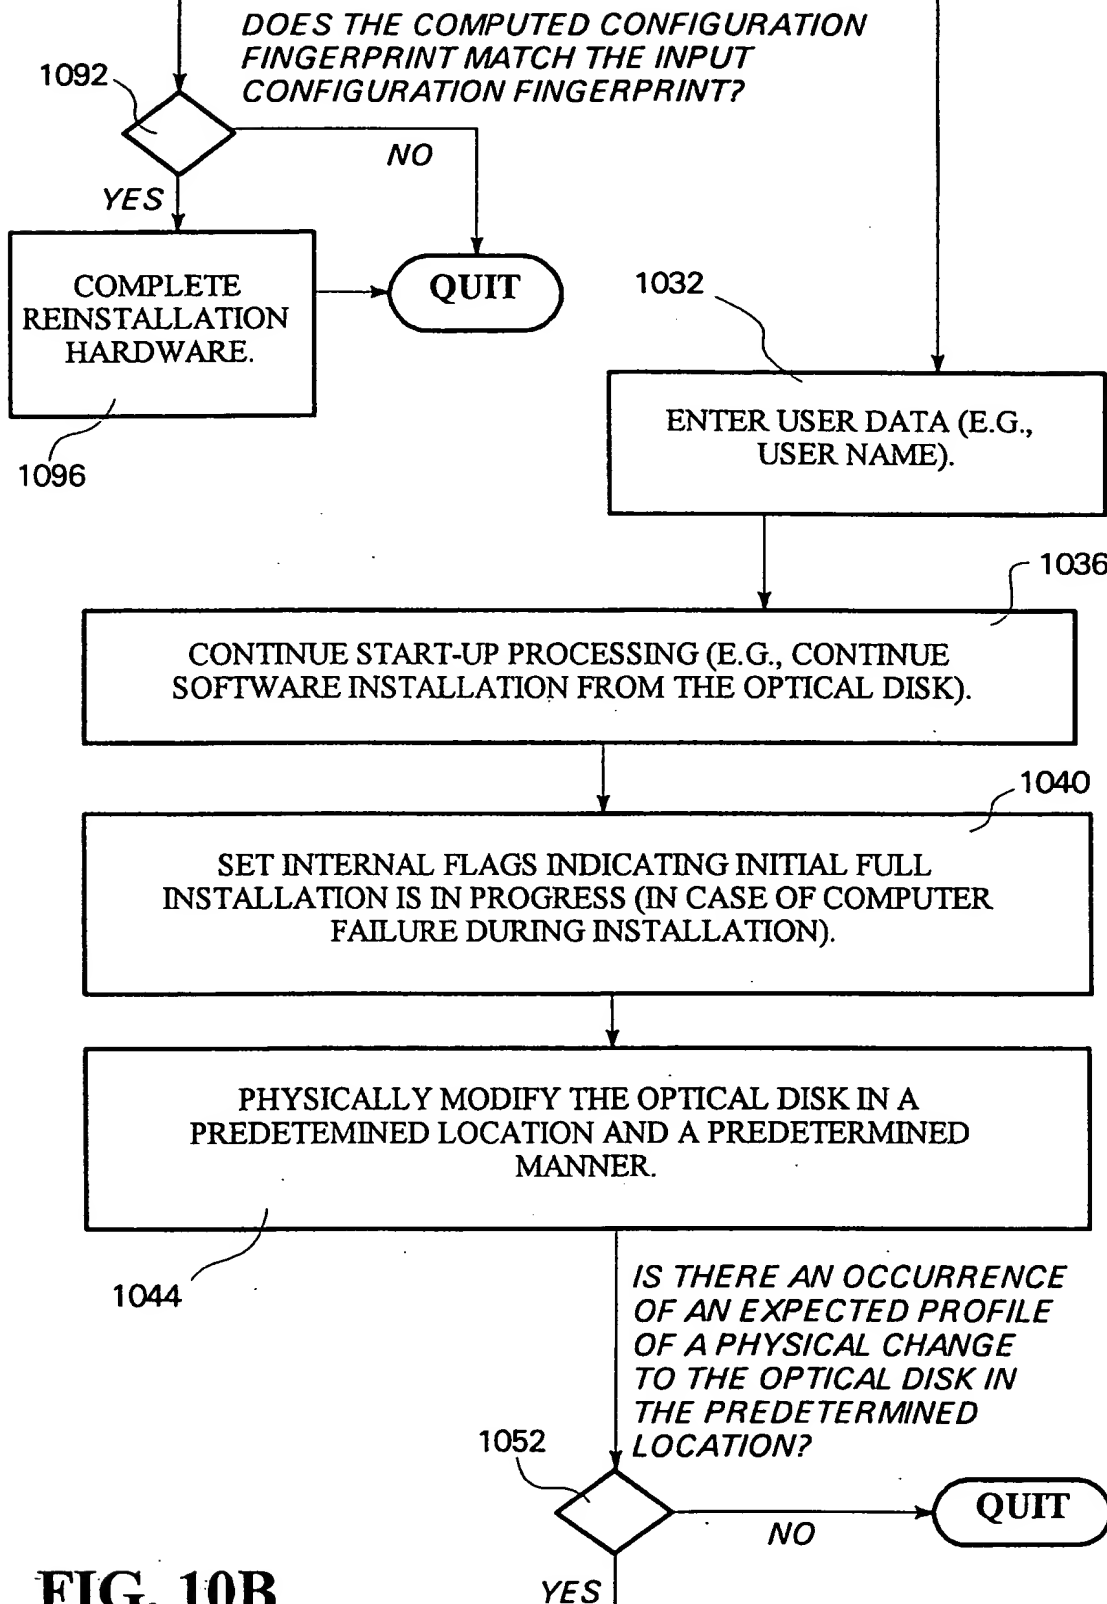 DOES THE COMPUTED CONFIGURATION
FINGERPRINT MATCH THE INPUT
CONFIGURATION FINGERPRINT?
1092
NO
YES
COMPLETE
REINSTALLATION
HARDWARE.
QUIT
1096
1032
ENTER USER DATA (E.G.,
USER NAME).
1036
CONTINUE START-UP PROCESSING (E.G., CONTINUE
SOFTWARE INSTALLATION FROM THE OPTICAL DISK).
1040
SET INTERNAL FLAGS INDICATING INITIAL FULL
INSTALLATION IS IN PROGRESS (IN CASE OF COMPUTER
FAILURE DURING INSTALLATION).
PHYSICALLY MODIFY THE OPTICAL DISK IN A
PREDETEMINED LOCATION AND A PREDETERMINED
MANNER.
1044
IS THERE AN OCCURRENCE
OF AN EXPECTED PROFILE
OF A PHYSICAL CHANGE
TO THE OPTICAL DISK IN
THE PREDETERMINED
LOCATION?
1052
NO
QUIT
YES
FIG. 10B